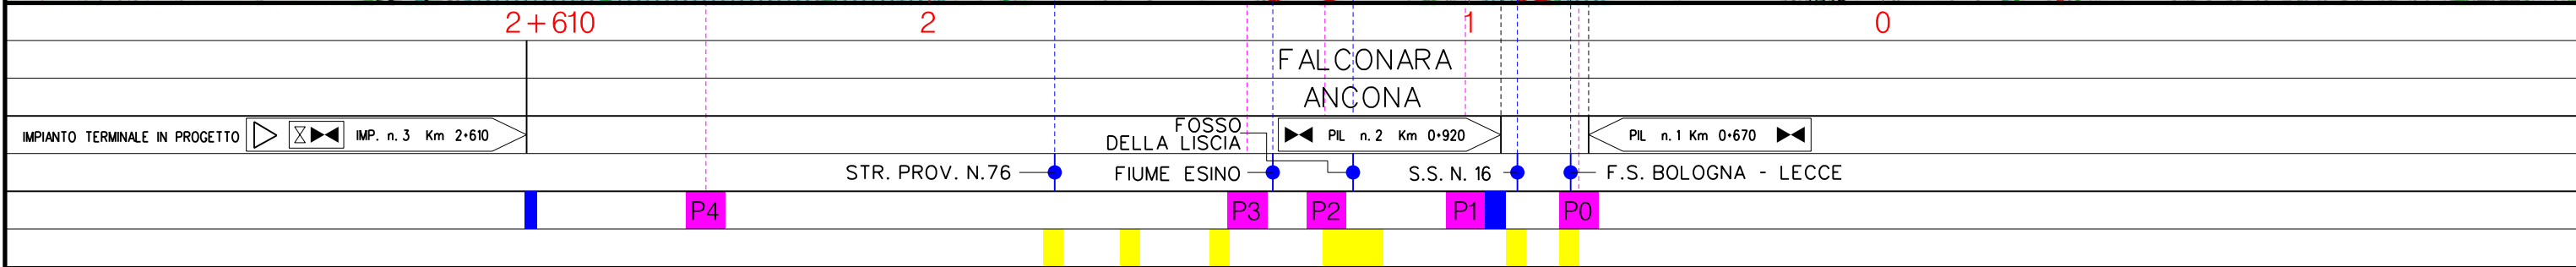 2+610 2 1 0
FALCONARA
ANCONA
IMPIANTO TERMINALE IN PROGETTO IMP. n. 3 Km 2+610
FOSSO
DELLA LISCIA
PIL n. 2 Km 0+920
PIL n. 1 Km 0+670
STR. PROV. N.76
FIUME ESINO
S.S. N. 16
F.S. BOLOGNA - LECCE
P4 P3 P2 P1 P0